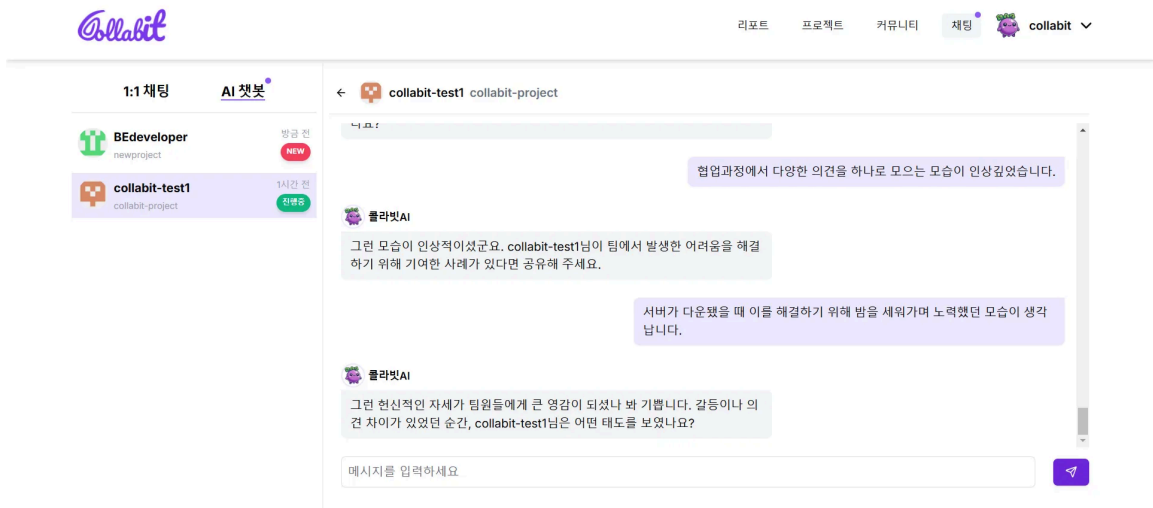 Collabit
리포트 프로젝트 커뮤니티 채팅 collabit
1:1 채팅 AI 챗봇
BEdeveloper 방금 전
newproject NEW
collabit-test1 1시간 전
collabit-project 진행중
collabit-test1 collabit-project
나요?
협업과정에서 다양한 의견을 하나로 모으는 모습이 인상깊었습니다.
콜라빗AI
그런 모습이 인상적이셨군요. collabit-test1님이 팀에서 발생한 어려움을 해결
하기 위해 기여한 사례가 있다면 공유해 주세요.
서버가 다운됐을 때 이를 해결하기 위해 밤을 세워가며 노력했던 모습이 생각
납니다.
콜라빗AI
그런 헌신적인 자세가 팀원들에게 큰 영감이 되셨나 봐 기쁩니다. 갈등이나 의
견 차이가 있었던 순간, collabit-test1님은 어떤 태도를 보였나요?
메시지를 입력하세요